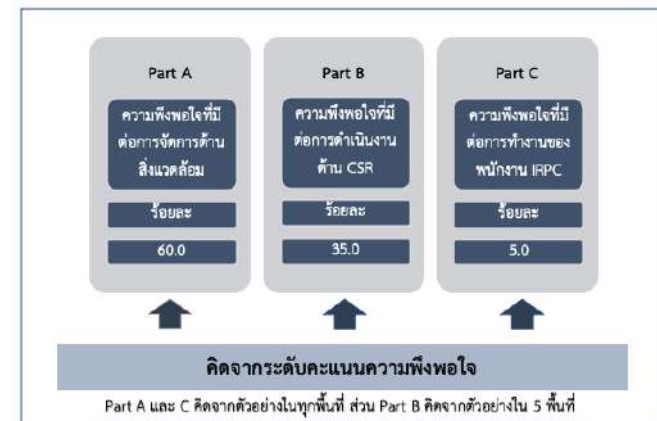 Part A
ความพึงพอใจที่มี
ต่อการจัดการด้าน
สิ่งแวดล้อม
ร้อยละ
60.0
Part B
ความพึงพอใจที่มี
ต่อการดำเนินงาน
ด้าน CSR
ร้อยละ
35.0
Part C
ความพึงพอใจที่มี
ต่อการทำงานของ
พนักงาน IRPC
ร้อยละ
5.0
คิดจากระดับคะแนนความพึงพอใจ
Part A และ C คิดจากตัวอย่างในทุกพื้นที่ ส่วน Part B คิดจากตัวอย่างใน 5 พื้นที่